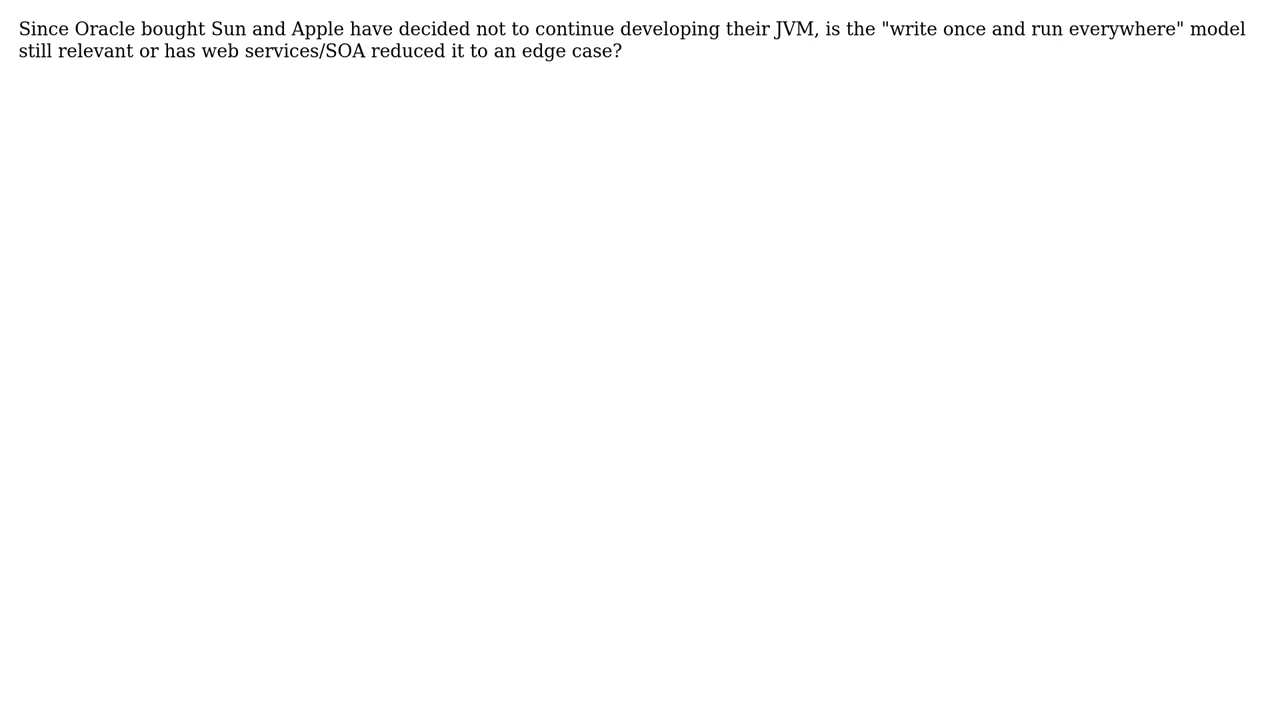 Since Oracle bought Sun and Apple have decided not to continue developing their JVM, is the "write once and run everywhere" model
still relevant or has web services/SOA reduced it to an edge case?